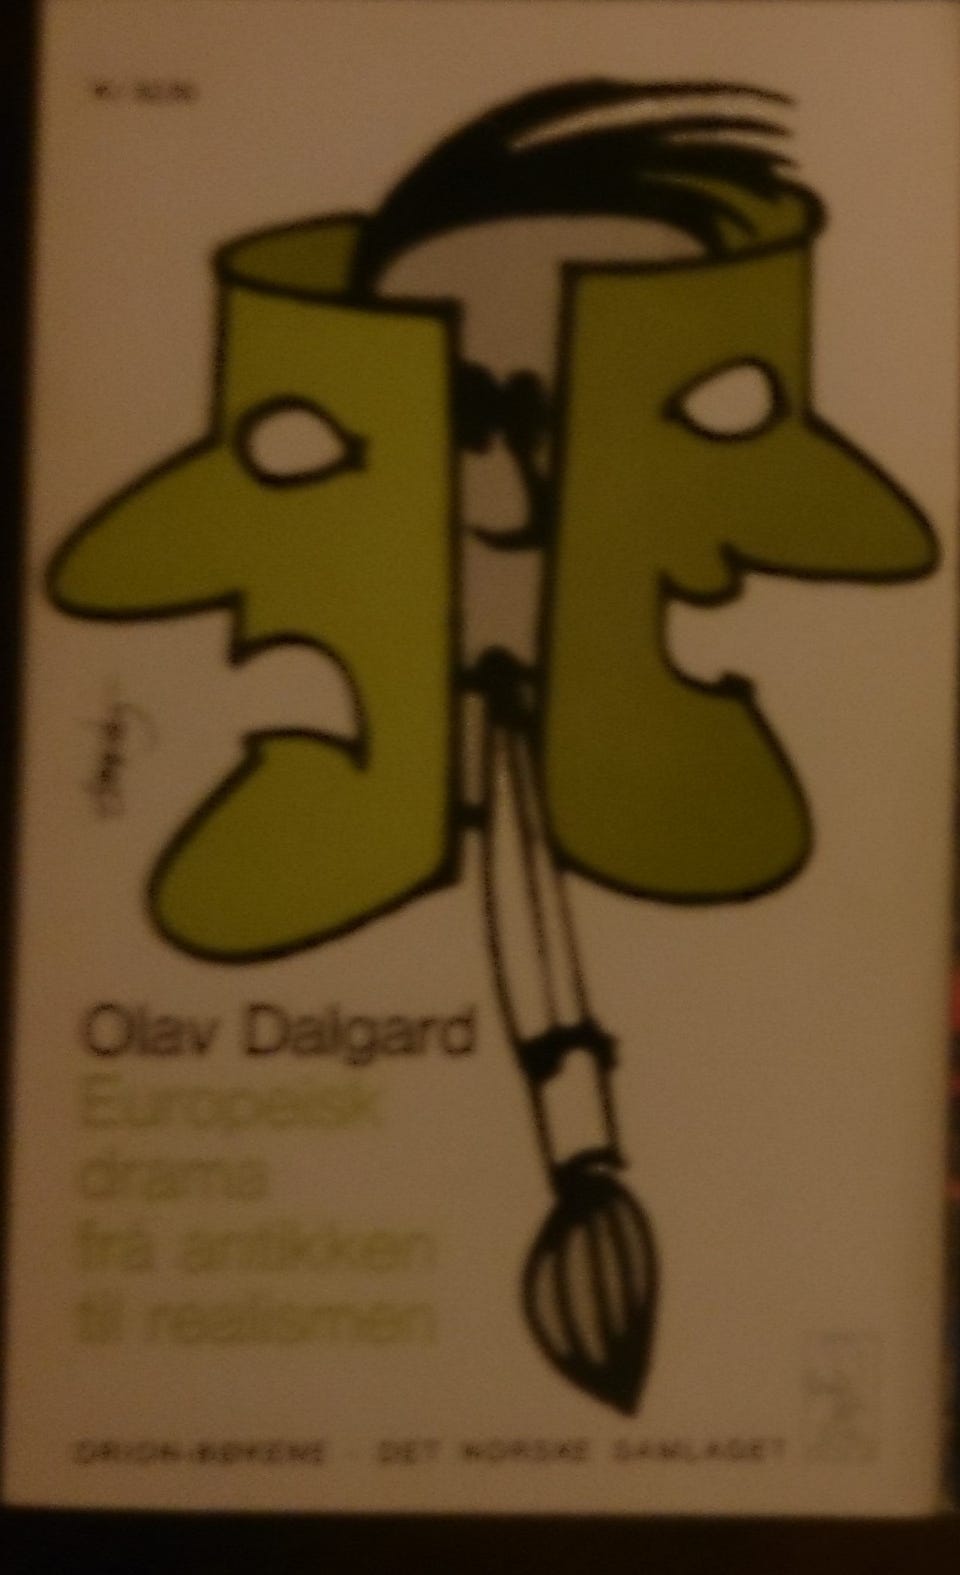 Olav Dalgard
Europeisk
drama
frå antikken
til realismen
ORION-BØKENE · DET NORSKE SAMLAGET